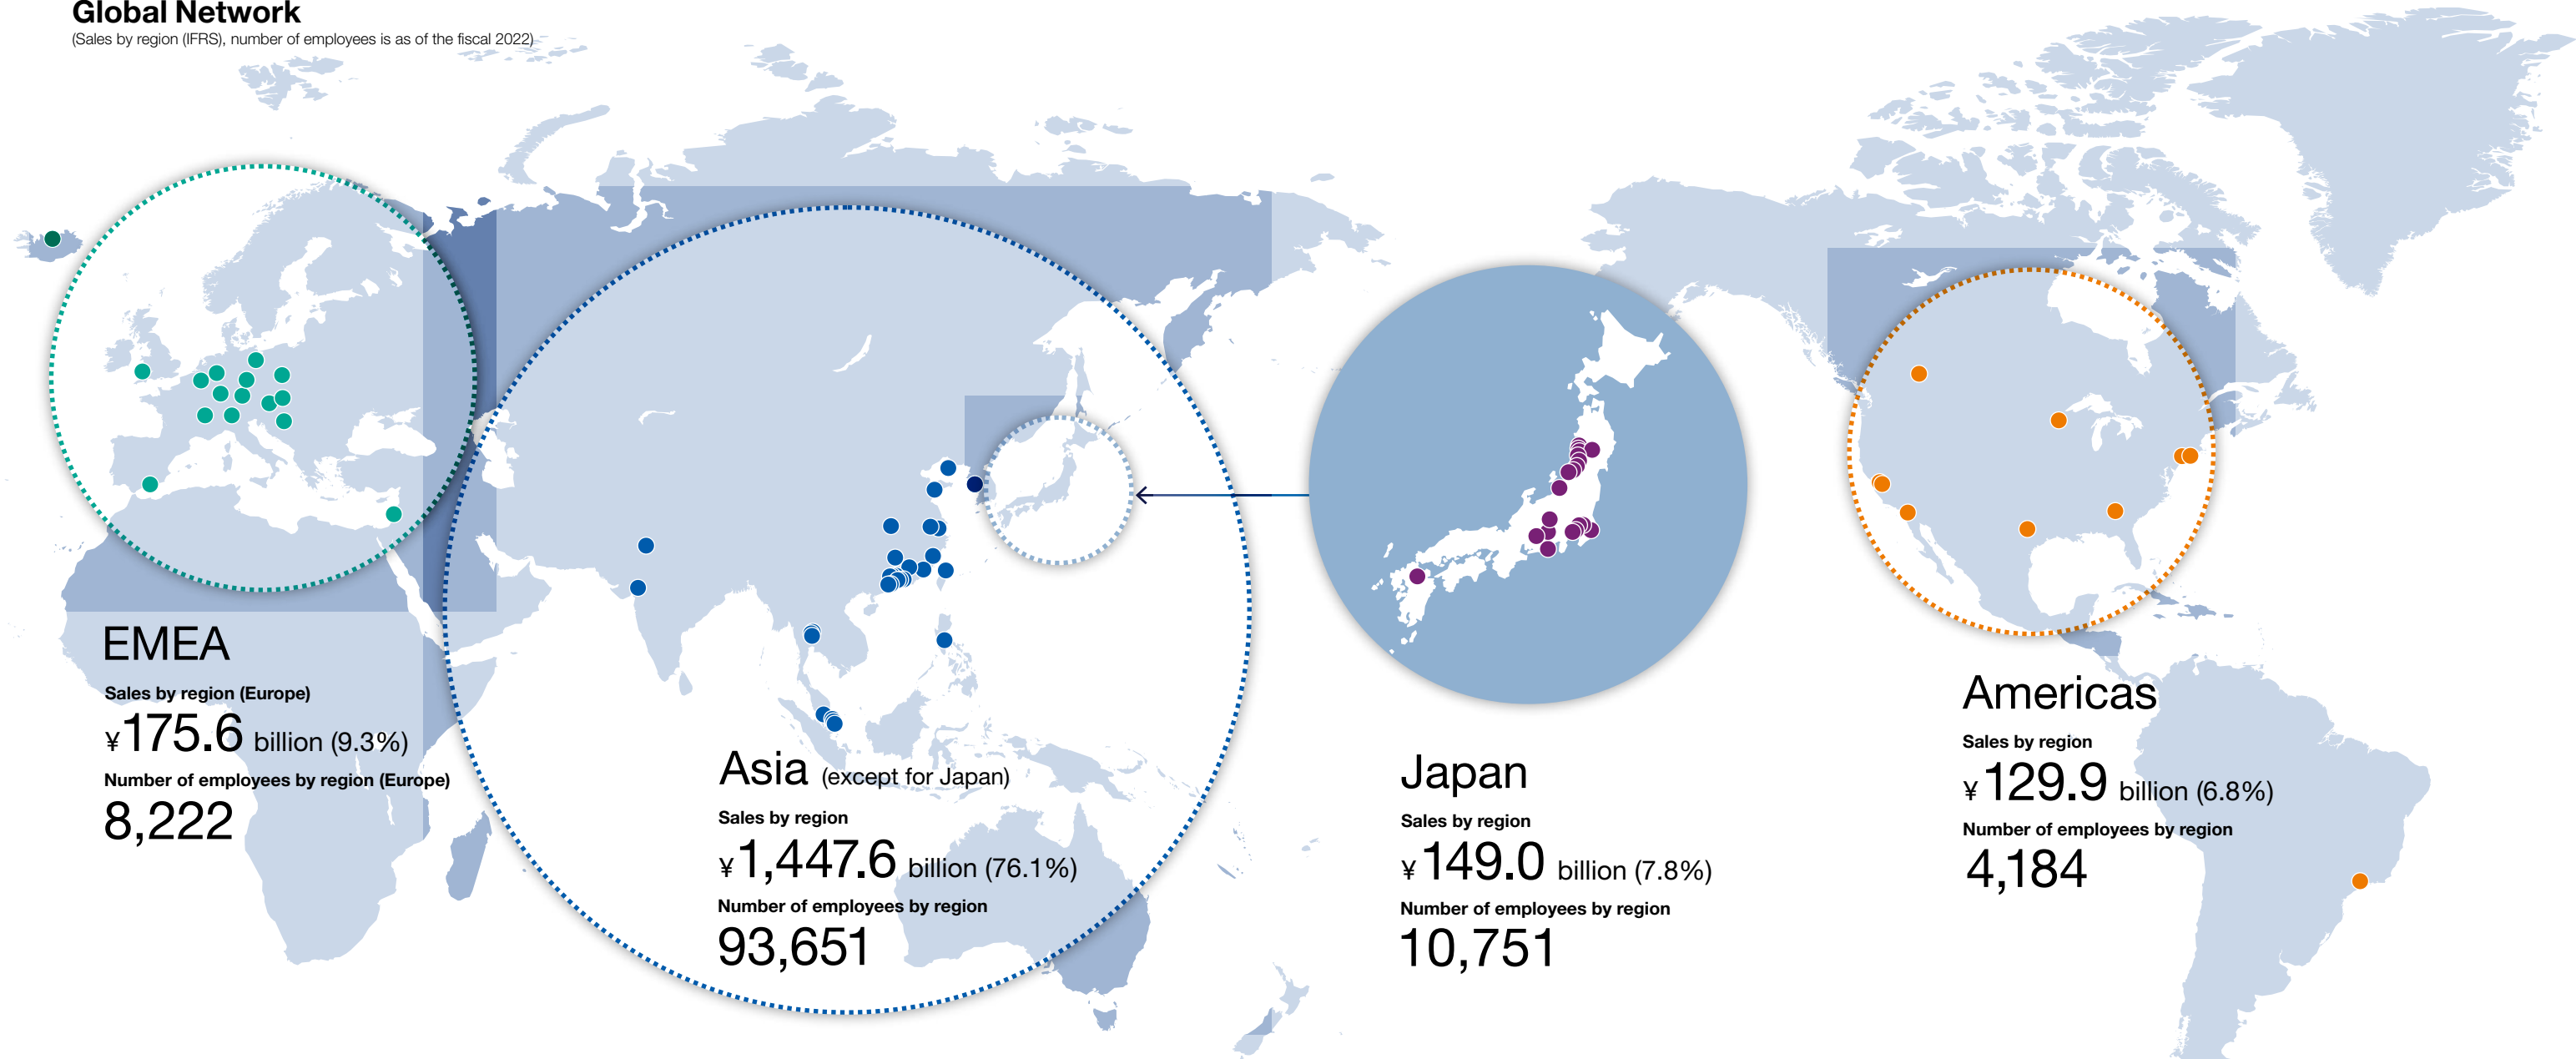 Global Network
(Sales by region (IFRS), number of employees is as of the fiscal 2022)
EMEA
Sales by region (Europe)
¥175.6 billion (9.3%)
Number of employees by region (Europe)
8,222
Asia (except for Japan)
Sales by region
¥1,447.6 billion (76.1%)
Number of employees by region
93,651
Japan
Sales by region
¥149.0 billion (7.8%)
Number of employees by region
10,751
Americas
Sales by region
¥129.9 billion (6.8%)
Number of employees by region
4,184